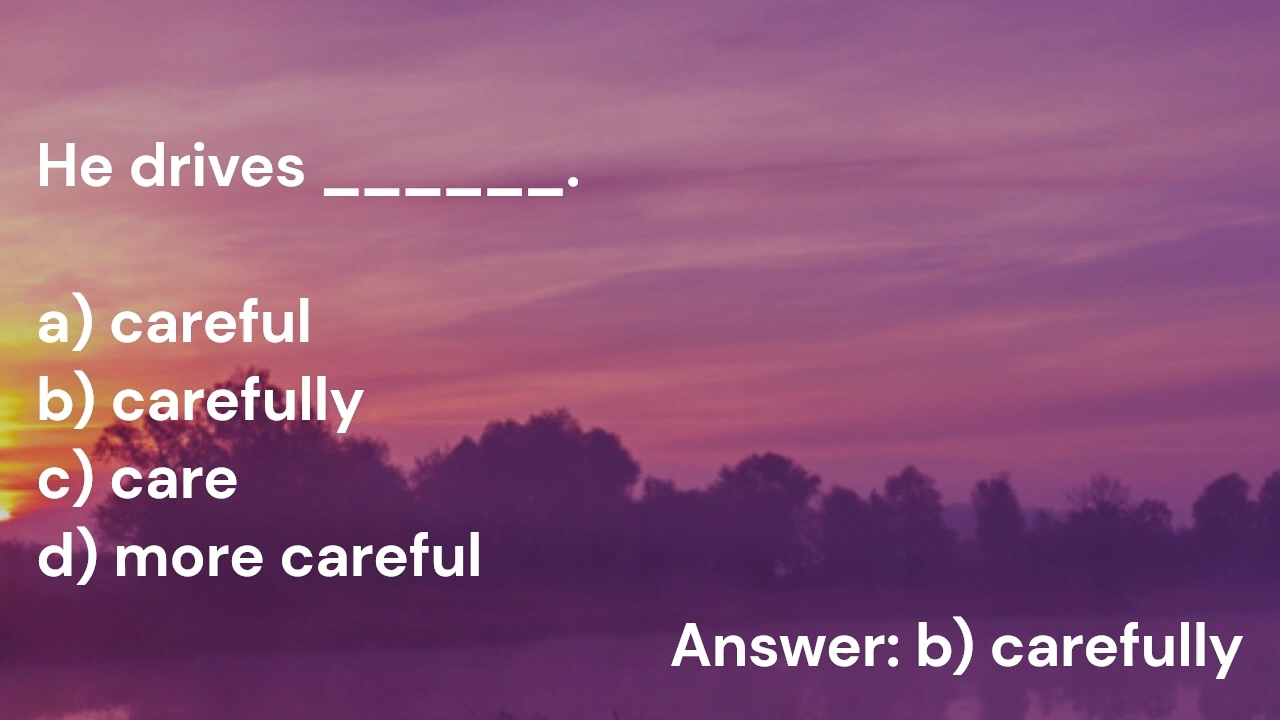 He drives ______.
a) careful
b) carefully
c) care
d) more careful
Answer: b) carefully